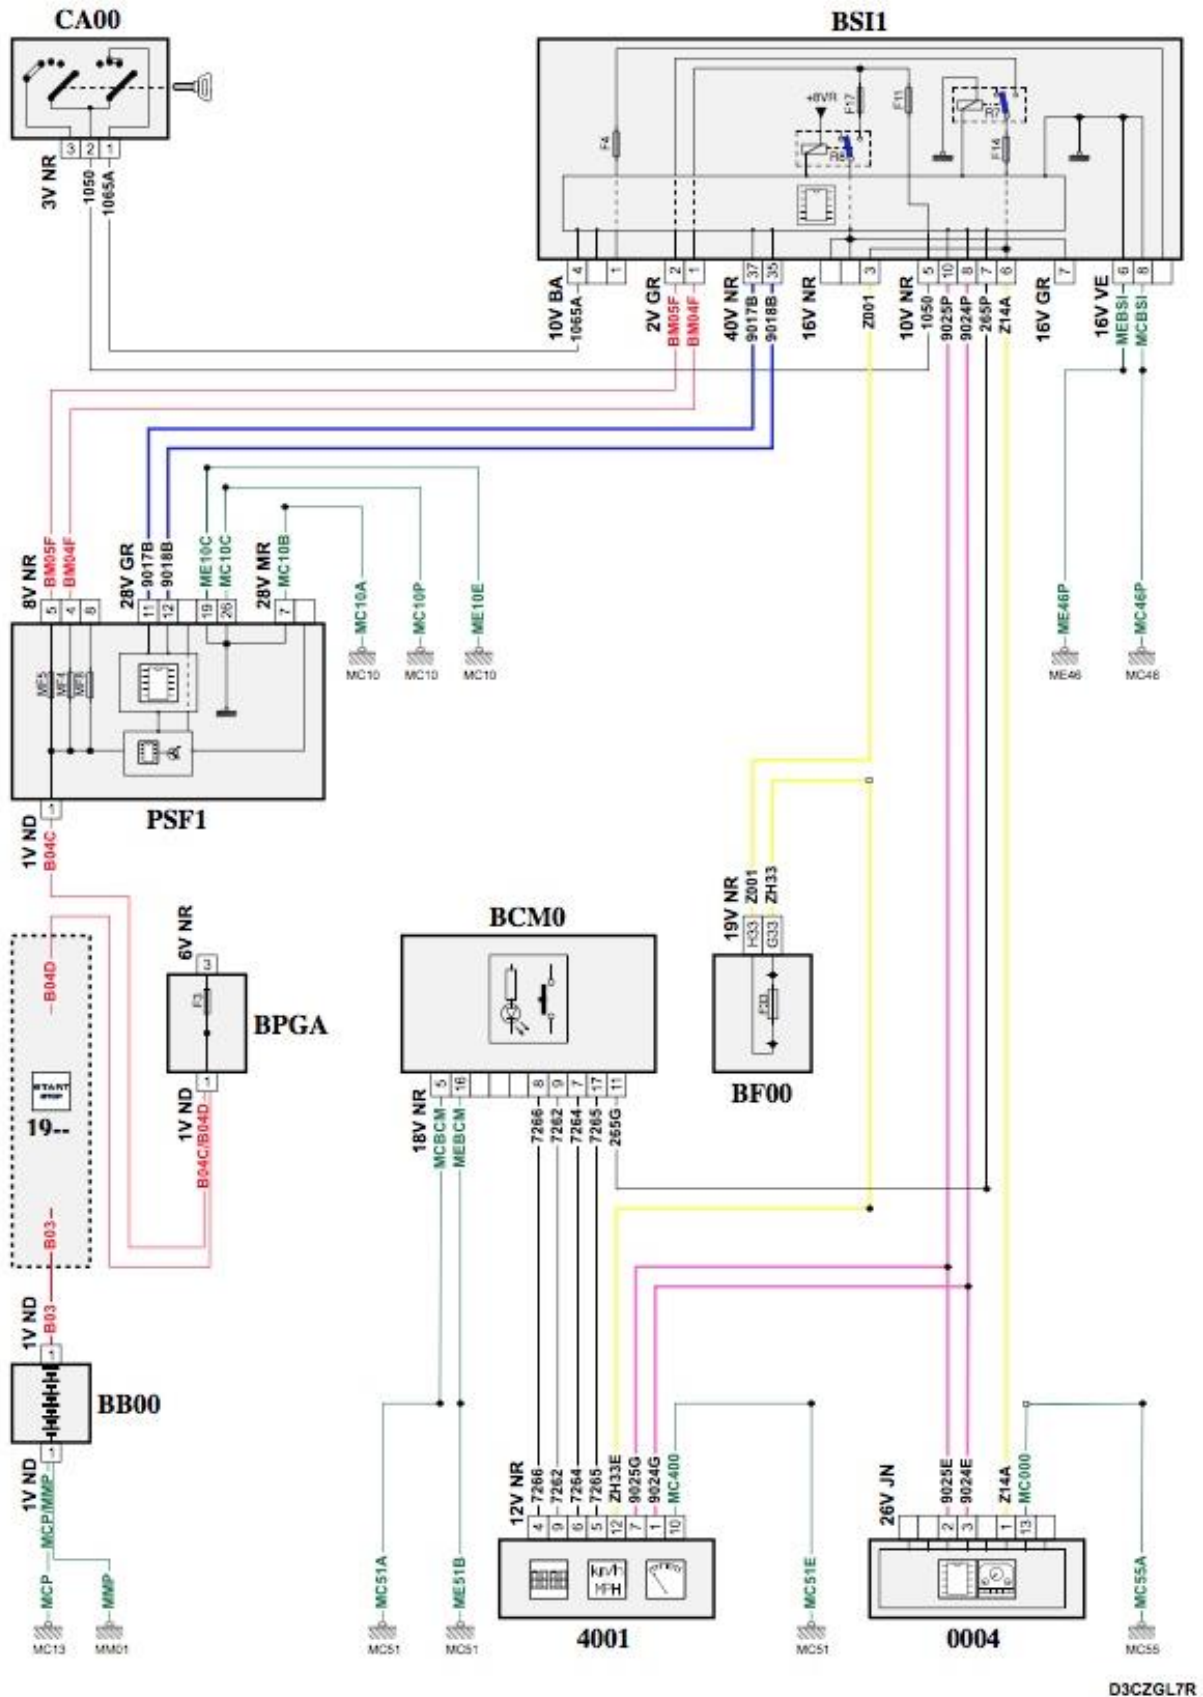 CA00
BSI1
+8VR
F17
F11
F4
R8
R7
F14
3 2 1
3V NR
1050
1065A
4 1 2 1 37 35 3 5 10 8 7 6 7 6 8
10V BA
1065A
2V GR
BM05F
BM04F
40V NR
9017B
9018B
16V NR
Z001
10V NR
1050
9025P
9024P
265P
Z14A
16V GR
16V VE
MEBSI
MCBSI
8V NR
BM05F
BM04F
28V GR
9017B
9018B
ME10C
MC10C
28V MR
MC10B
MC10A
MC10P
ME10E
ME46P
MC46P
5 4 8 11 12 19 26 7
MC10
MC10
MC10
ME46
MC46
MF5
MF4
MF8
1
PSF1
1V ND
B04C
6V NR
3
F3
BPGA
1
1V ND
B04C/B04D
B04D
START
STOP
19--
B03
BCM0
5 16 8 9 7 17 11
18V NR
MCBCM
MEBCM
7266
7262
7264
7265
265G
19V NR
Z001
ZH33
H33 G33
F33
BF00
1V ND
B03
1
BB00
1
1V ND
MCP/MMP
MCP
MMP
MC13
MM01
MC51A
ME51B
MC51
MC51
12V NR
7266
7262
7264
7265
ZH33E
9025G
9024G
MC400
4 9 6 5 12 7 1 10
km/h
MPH
4001
MC51E
MC51
26V JN
9025E
9024E
Z14A
MC000
2 3 1 13
0004
MC55A
MC55
D3CZGL7R